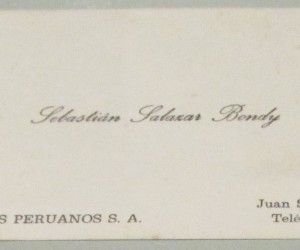 Sebastián Salazar Bondy
Juan S
S PERUANOS S. A.
Telé